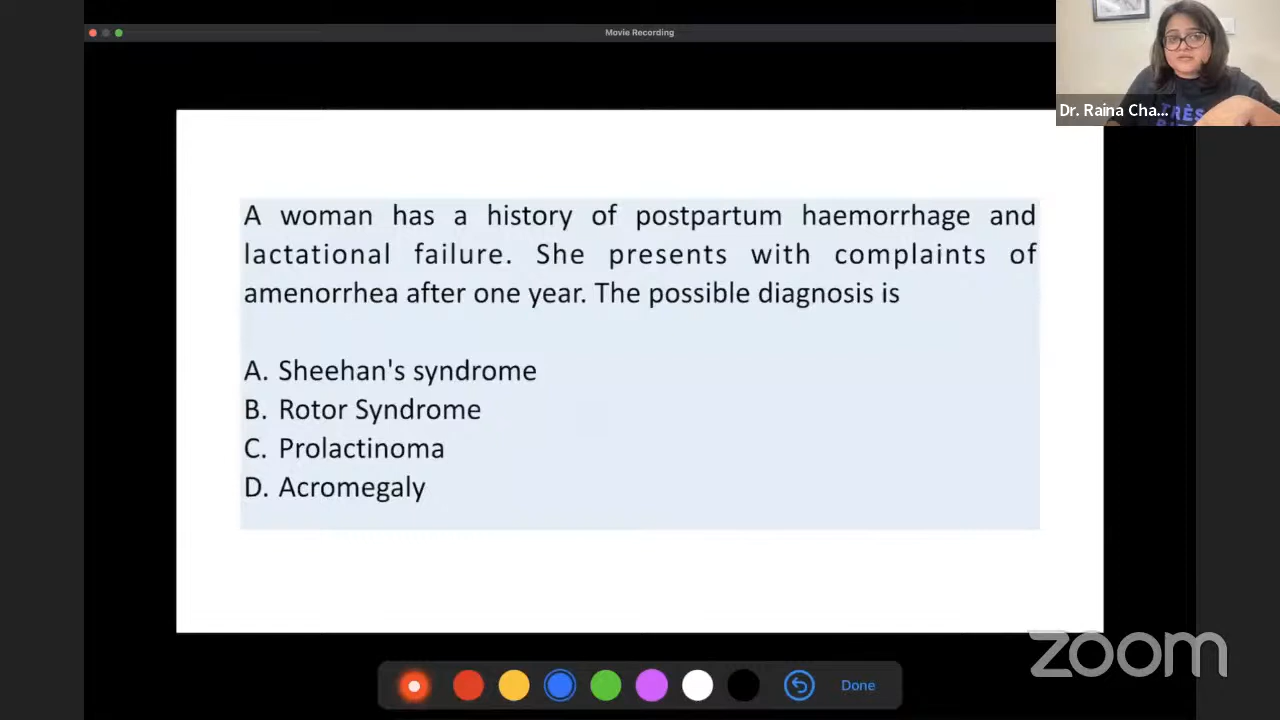 Movie Recording
Dr. Raina Cha...
TRÈS
A woman has a history of postpartum haemorrhage and
lactational failure. She presents with complaints of
amenorrhea after one year. The possible diagnosis is
A. Sheehan's syndrome
B. Rotor Syndrome
C. Prolactinoma
D. Acromegaly
zoom
Done